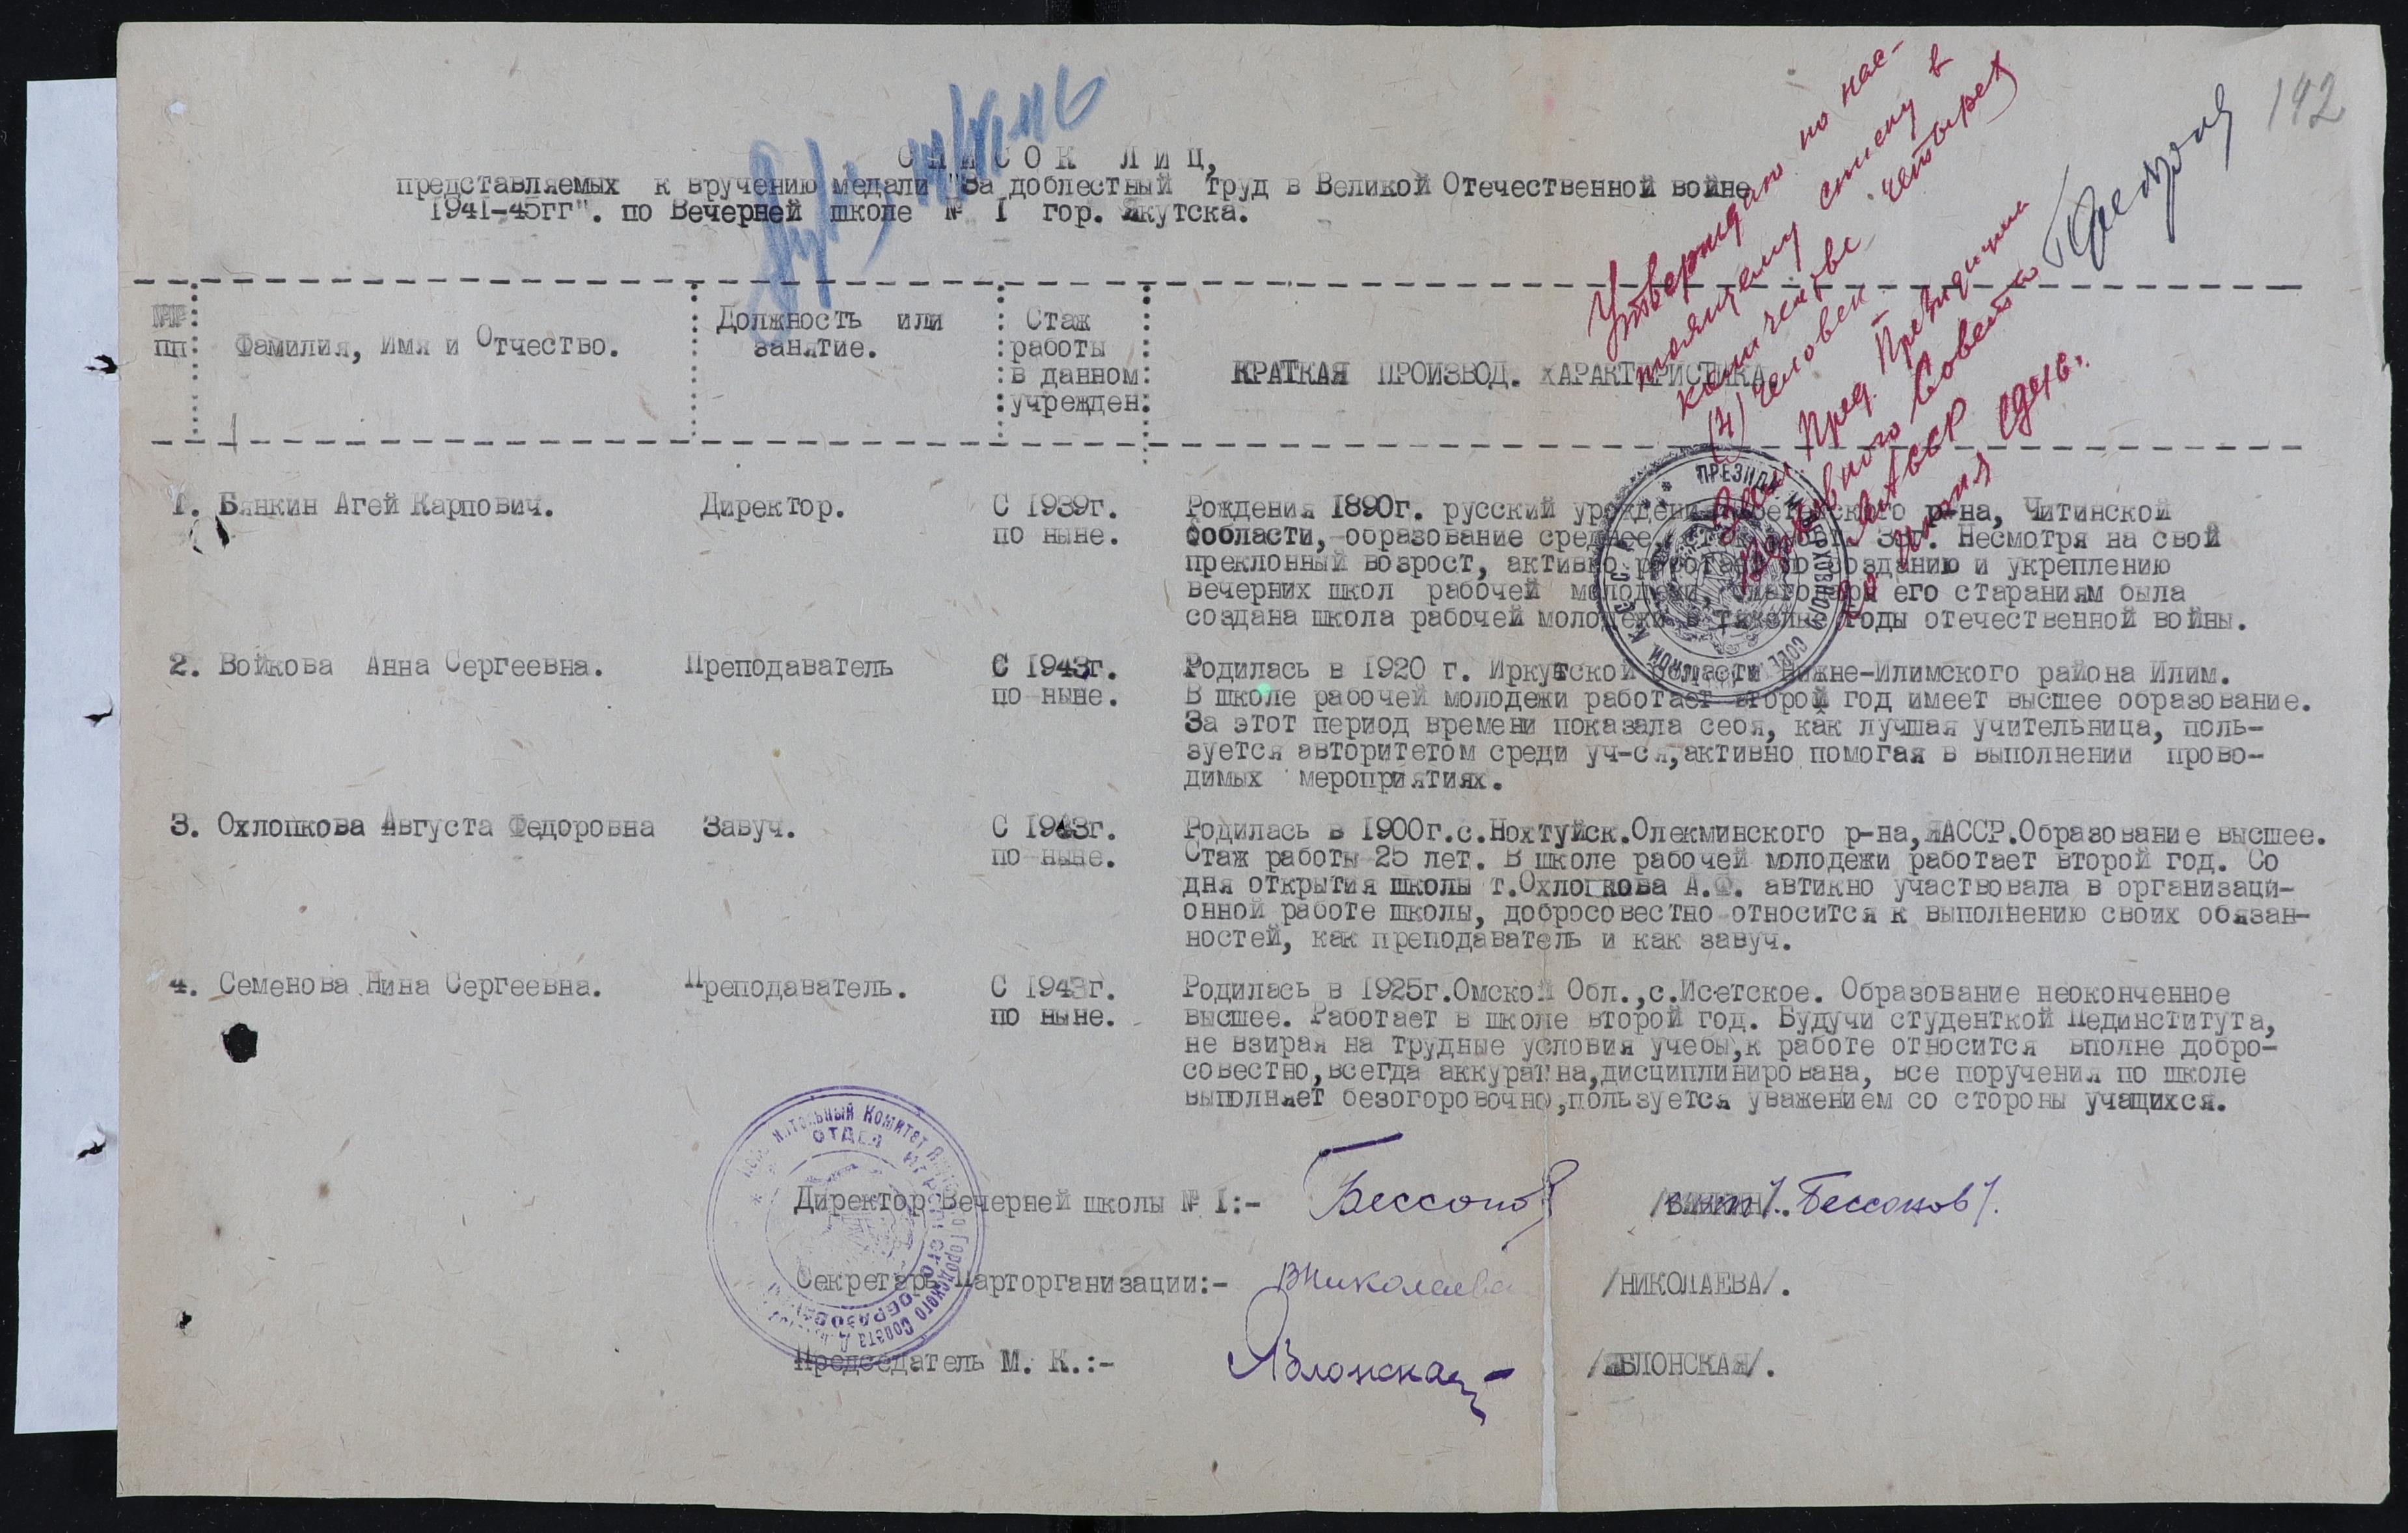 142
СПИСОК ЛИЦ,
представляемых к вручению медали "За доблестный труд в Великой Отечественной войне
1941-45гг". по Вечерней школе № I гор. Якутска.
Утверждаю по нас-
тоящему списку в
количестве четырех
(4) человек.
Зам. Пред. Президиума
Верховного Совета
ЯАССР
№№ пп
Фамилия, Имя и Отчество.
Должность или занятие.
Стаж работы в данном учрежден.
КРАТКАЯ ПРОИЗВОД. ХАРАКТЕРИСТИКА.
1. Бянкин Агей Карпович. Директор. С 1939г. по ныне.
Рождения 1890г. русский р-на, Читинской
области, образование среднее, Несмотря на свой
преклонный возрост, активно работает по созданию и укреплению
вечерних школ рабочей молодежи, благодаря его стараниям была
создана школа рабочей молодежи в тяжелые годы отечественной войны.
2. Войкова Анна Сергеевна. Преподаватель С 1943г. по ныне.
Родилась в 1920 г. Иркутской области Нижне-Илимского района Илим.
В школе рабочей молодежи работает второй год имеет высшее образование.
За этот период времени показала себя, как лучшая учительница, поль-
зуется авторитетом среди уч-ся,активно помогая в выполнении прово-
димых мероприятиях.
3. Охлопкова Августа Федоровна Завуч. С 1943г. по ныне.
Родилась в 1900г.с.Нохтуйск.Олекминского р-на,ЯАССР.Образование высшее.
Стаж работы 25 лет. В школе рабочей молодежи работает второй год. Со
дня открытия школы т.Охлопкова А.Ф. автикно участвовала в организаци-
онной работе школы, добросовестно относится к выполнению своих обязан-
ностей, как преподаватель и как завуч.
4. Семенова Нина Сергеевна. Преподаватель. С 1943г. по ныне.
Родилась в 1925г.Омской Обл.,с.Исетское. Образование неоконченное
высшее. Работает в школе второй год. Будучи студенткой Пединститута,
не взирая на трудные условия учебы,к работе относится вполне добро-
совестно,всегда аккуратна,дисциплинирована, все поручения по школе
выполняет безогоровочно,пользуется уважением со стороны учащихся.
Директор Вечерней школы № I:- Бессонов /Бессонов/.
Секретарь Парторганизации:- ВНиколаева /НИКОЛАЕВА/.
Председатель М. К.:- Яблонская /ЯБЛОНСКАЯ/.